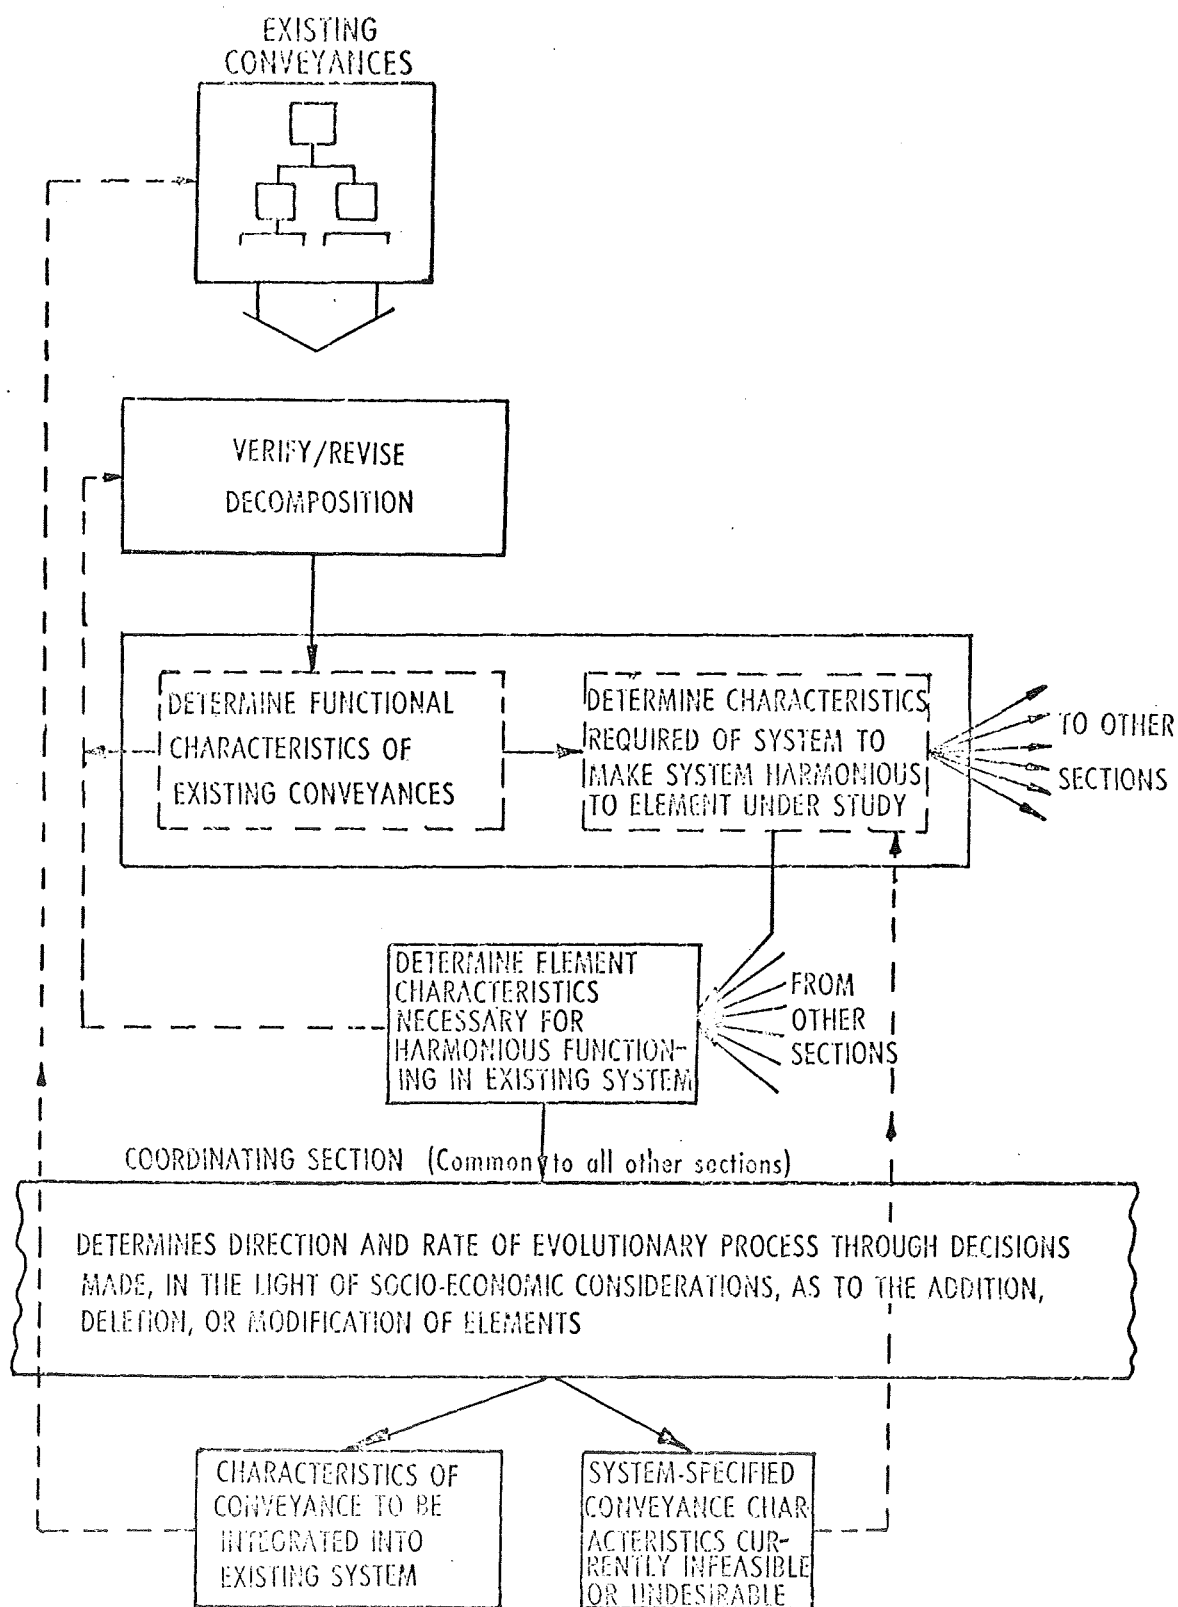 EXISTING
CONVEYANCES
VERIFY/REVISE
DECOMPOSITION
DETERMINE FUNCTIONAL
CHARACTERISTICS OF
EXISTING CONVEYANCES
DETERMINE CHARACTERISTICS
REQUIRED OF SYSTEM TO
MAKE SYSTEM HARMONIOUS
TO ELEMENT UNDER STUDY
TO OTHER
SECTIONS
DETERMINE ELEMENT
CHARACTERISTICS
NECESSARY FOR
HARMONIOUS FUNCTION-
ING IN EXISTING SYSTEM
FROM
OTHER
SECTIONS
COORDINATING SECTION (Common to all other sections)
DETERMINES DIRECTION AND RATE OF EVOLUTIONARY PROCESS THROUGH DECISIONS
MADE, IN THE LIGHT OF SOCIO-ECONOMIC CONSIDERATIONS, AS TO THE ADDITION,
DELETION, OR MODIFICATION OF ELEMENTS
CHARACTERISTICS OF
CONVEYANCE TO BE
INTEGRATED INTO
EXISTING SYSTEM
SYSTEM-SPECIFIED
CONVEYANCE CHAR-
ACTERISTICS CUR-
RENTLY INFEASIBLE
OR UNDESIRABLE